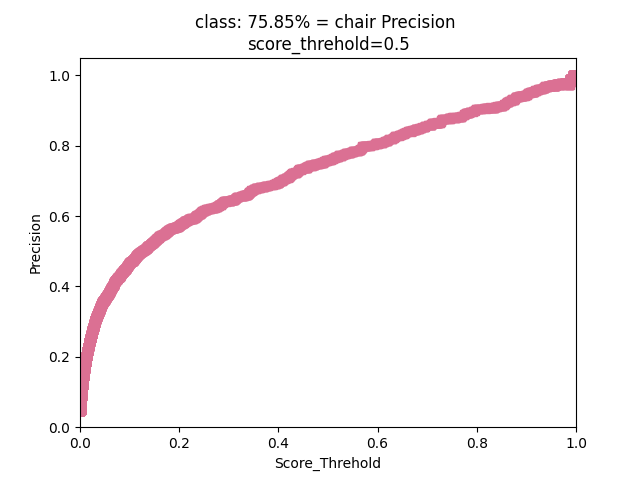 class: 75.85% = chair Precision
score_threhold=0.5
1.0
0.8
0.6
0.4
0.2
0.0
Precision
0.0 0.2 0.4 0.6 0.8 1.0
Score_Threhold